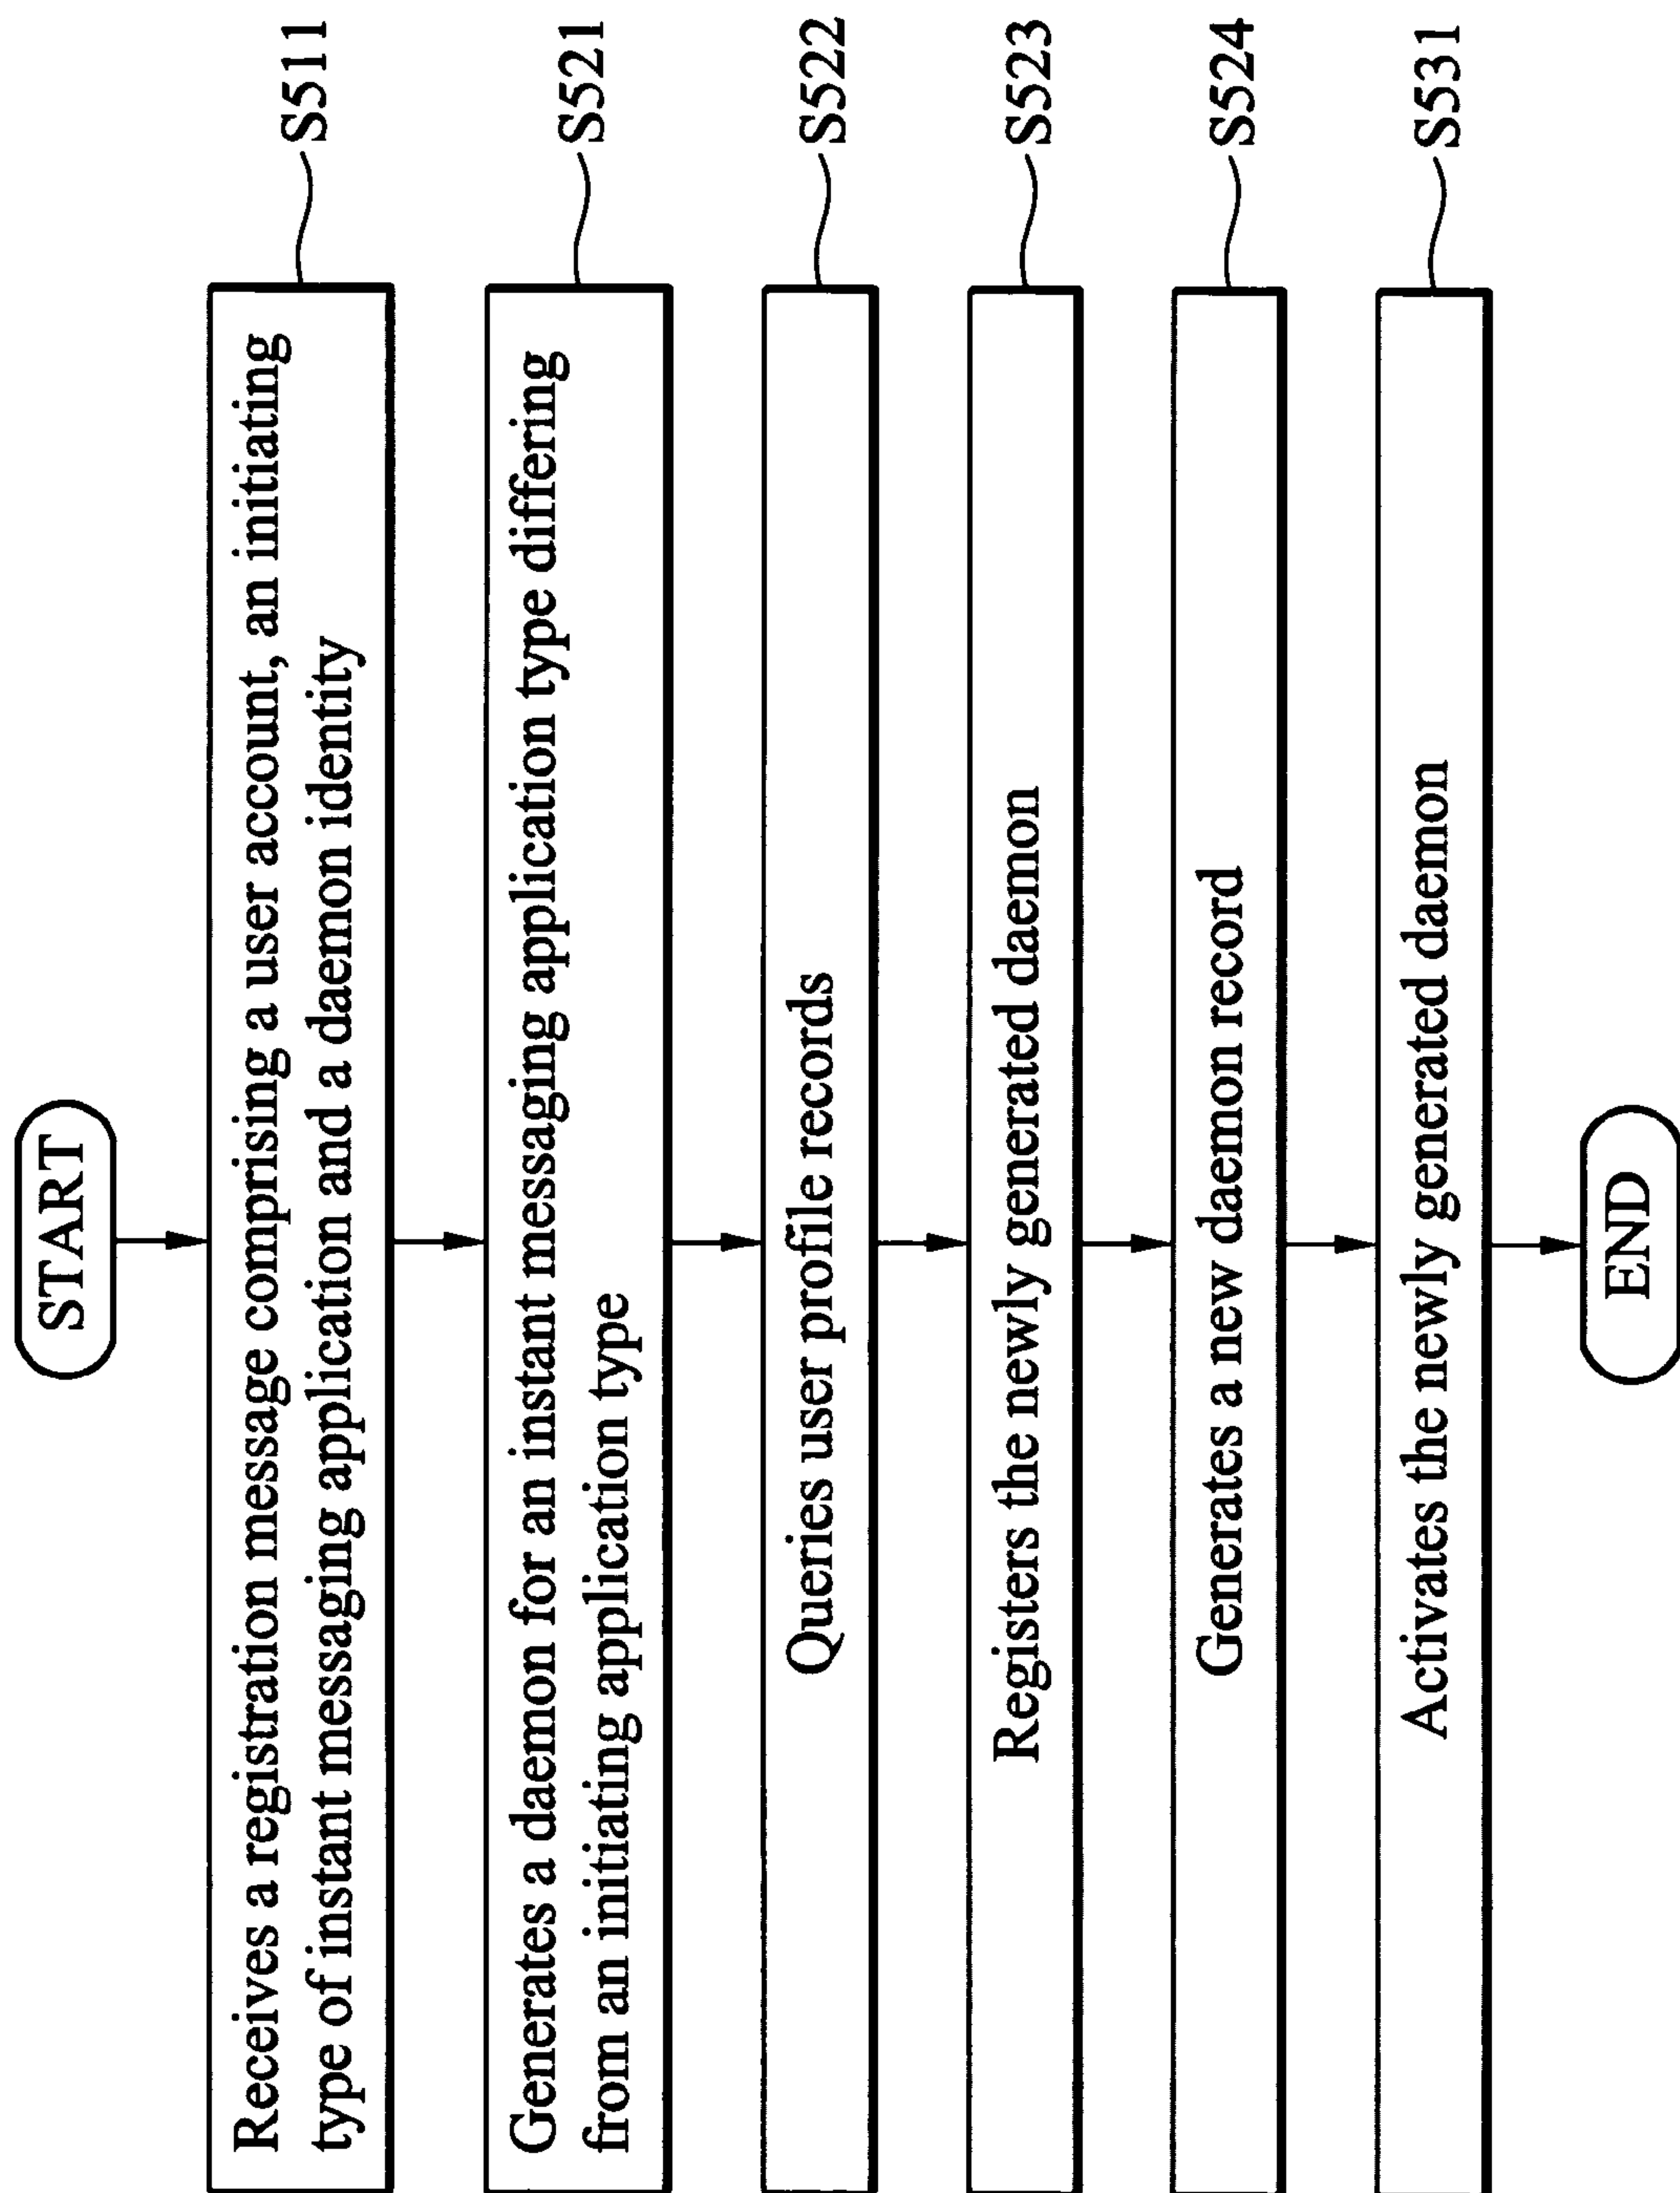 START
Receives a registration message comprising a user account, an initiating
type of instant messaging application and a daemon identity
S511
Generates a daemon for an instant messaging application type differing
from an initiating application type
S521
Queries user profile records
S522
Registers the newly generated daemon
S523
Generates a new daemon record
S524
Activates the newly generated daemon
S531
END